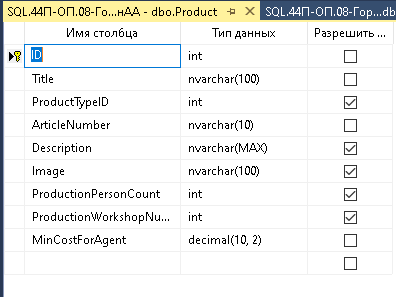 SQL.44П-ОП.08-Го...нАА - dbo.Product
SQL.44П-ОП.08-Гор...db
Имя столбца Тип данных Разрешить ...
ID int
Title nvarchar(100)
ProductTypeID int
ArticleNumber nvarchar(10)
Description nvarchar(MAX)
Image nvarchar(100)
ProductionPersonCount int
ProductionWorkshopNu... int
MinCostForAgent decimal(10, 2)